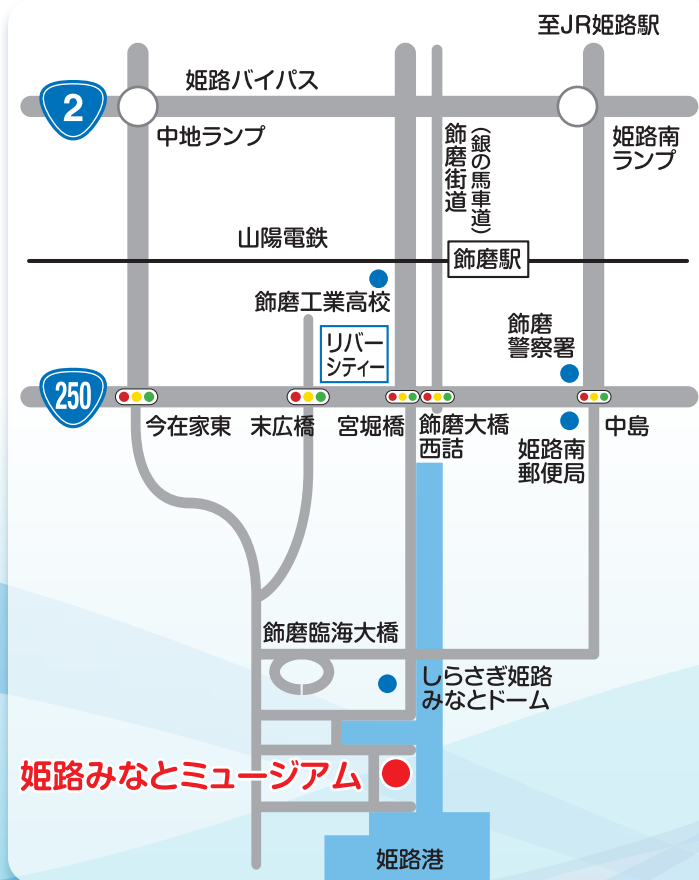 至JR姫路駅
姫路バイパス
2
中地ランプ
飾磨街道
(銀の馬車道)
姫路南
ランプ
山陽電鉄
飾磨駅
飾磨工業高校
リバー
シティー
飾磨
警察署
250
今在家東
末広橋
宮堀橋
飾磨大橋
西詰
中島
姫路南
郵便局
飾磨臨海大橋
しらさぎ姫路
みなとドーム
姫路みなとミュージアム
姫路港